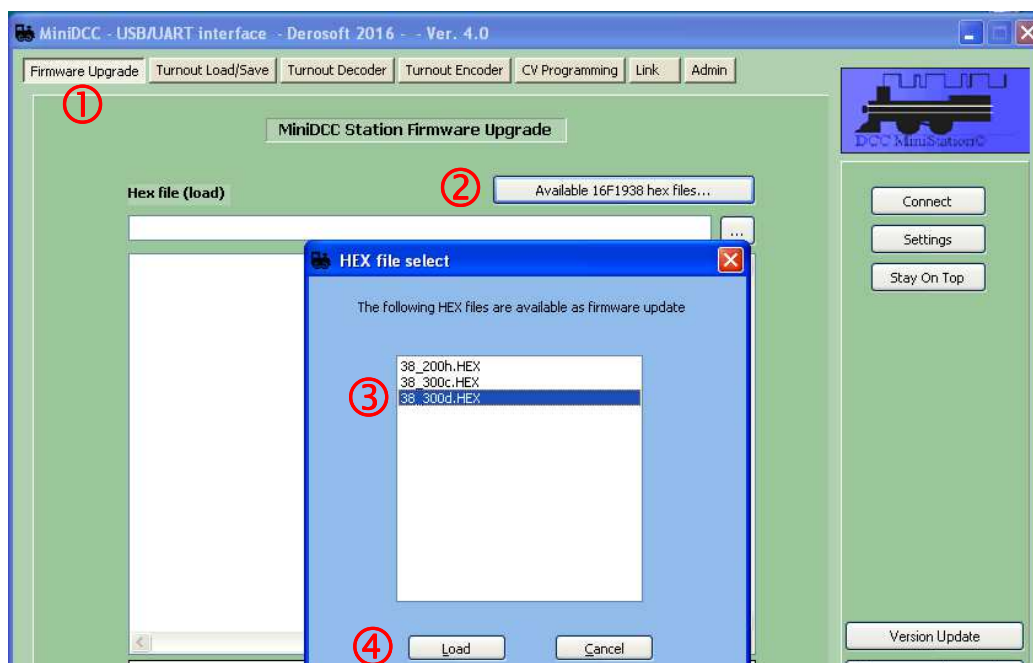 MiniDCC - USB/UART interface - Derosoft 2016 - - Ver. 4.0
Firmware Upgrade Turnout Load/Save Turnout Decoder Turnout Encoder CV Programming Link Admin
①
MiniDCC Station Firmware Upgrade
DCC MiniStation©
Hex file (load)
②
Available 16F1938 hex files...
...
Connect
Settings
Stay On Top
HEX file select
The following HEX files are available as firmware update
38_200h.HEX
38_300c.HEX
③
38_300d.HEX
④
Load
Cancel
Version Update